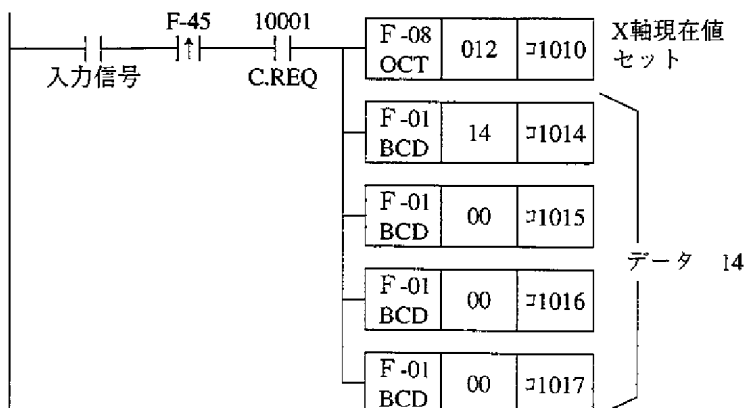 F-45 10001
入力信号 C.REQ
F-08
OCT 012 コ1010 X軸現在値
セット
F-01
BCD 14 コ1014
F-01
BCD 00 コ1015
データ 14
F-01
BCD 00 コ1016
F-01
BCD 00 コ1017